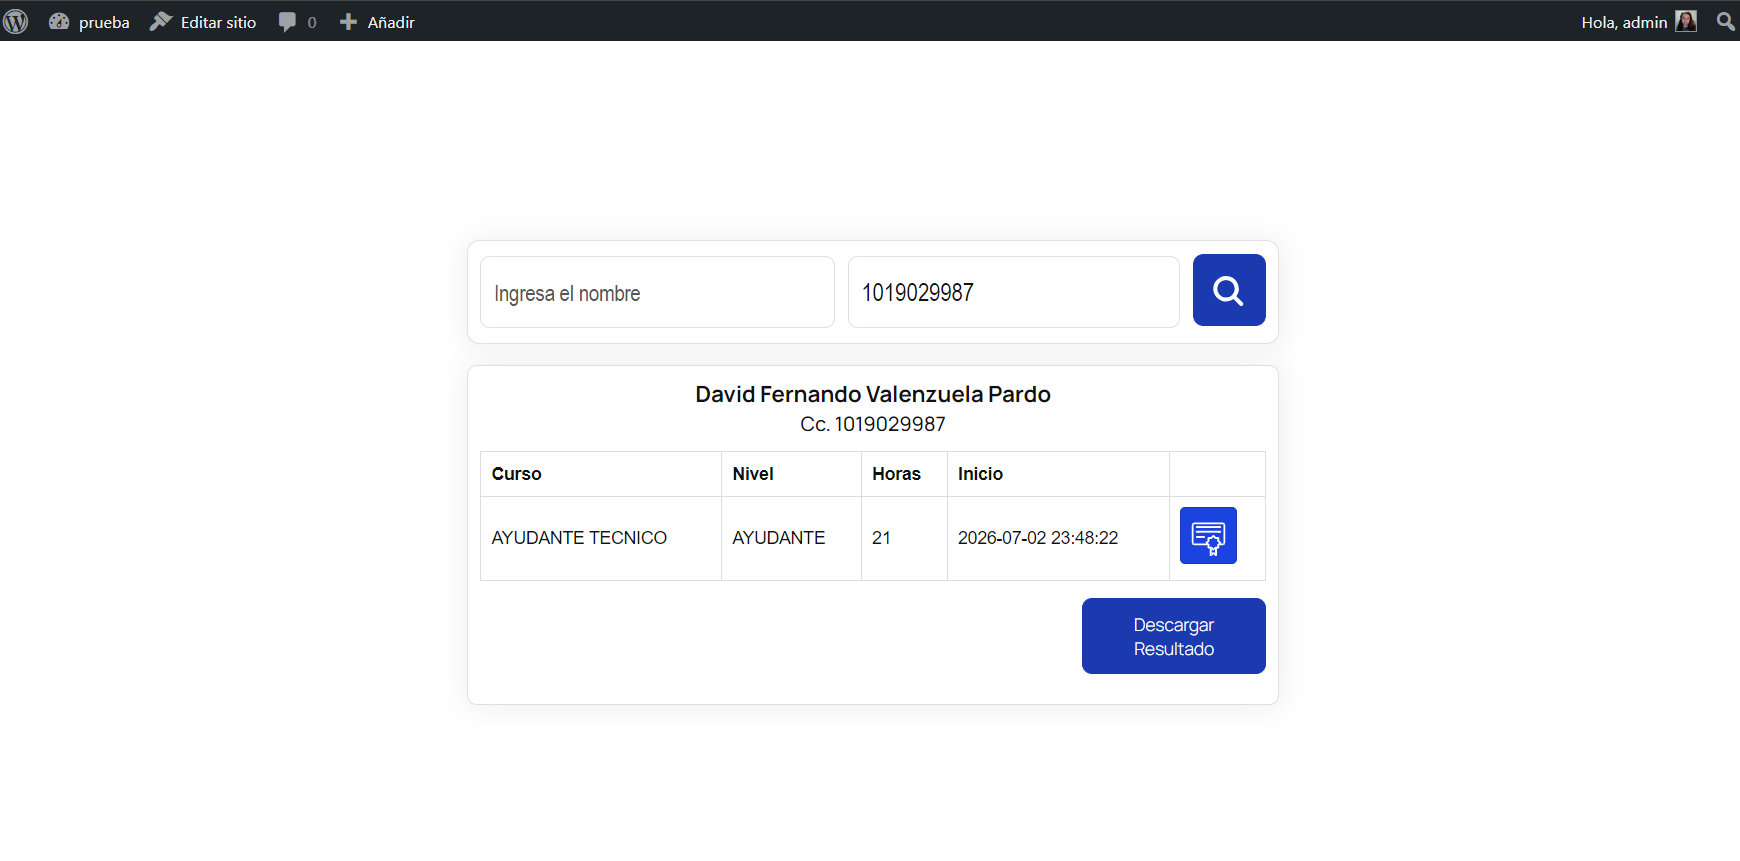 prueba Editar sitio 0 Añadir Hola, admin
Ingresa el nombre 1019029987
David Fernando Valenzuela Pardo
Cc. 1019029987
Curso Nivel Horas Inicio
AYUDANTE TECNICO AYUDANTE 21 2026-07-02 23:48:22
Descargar
Resultado